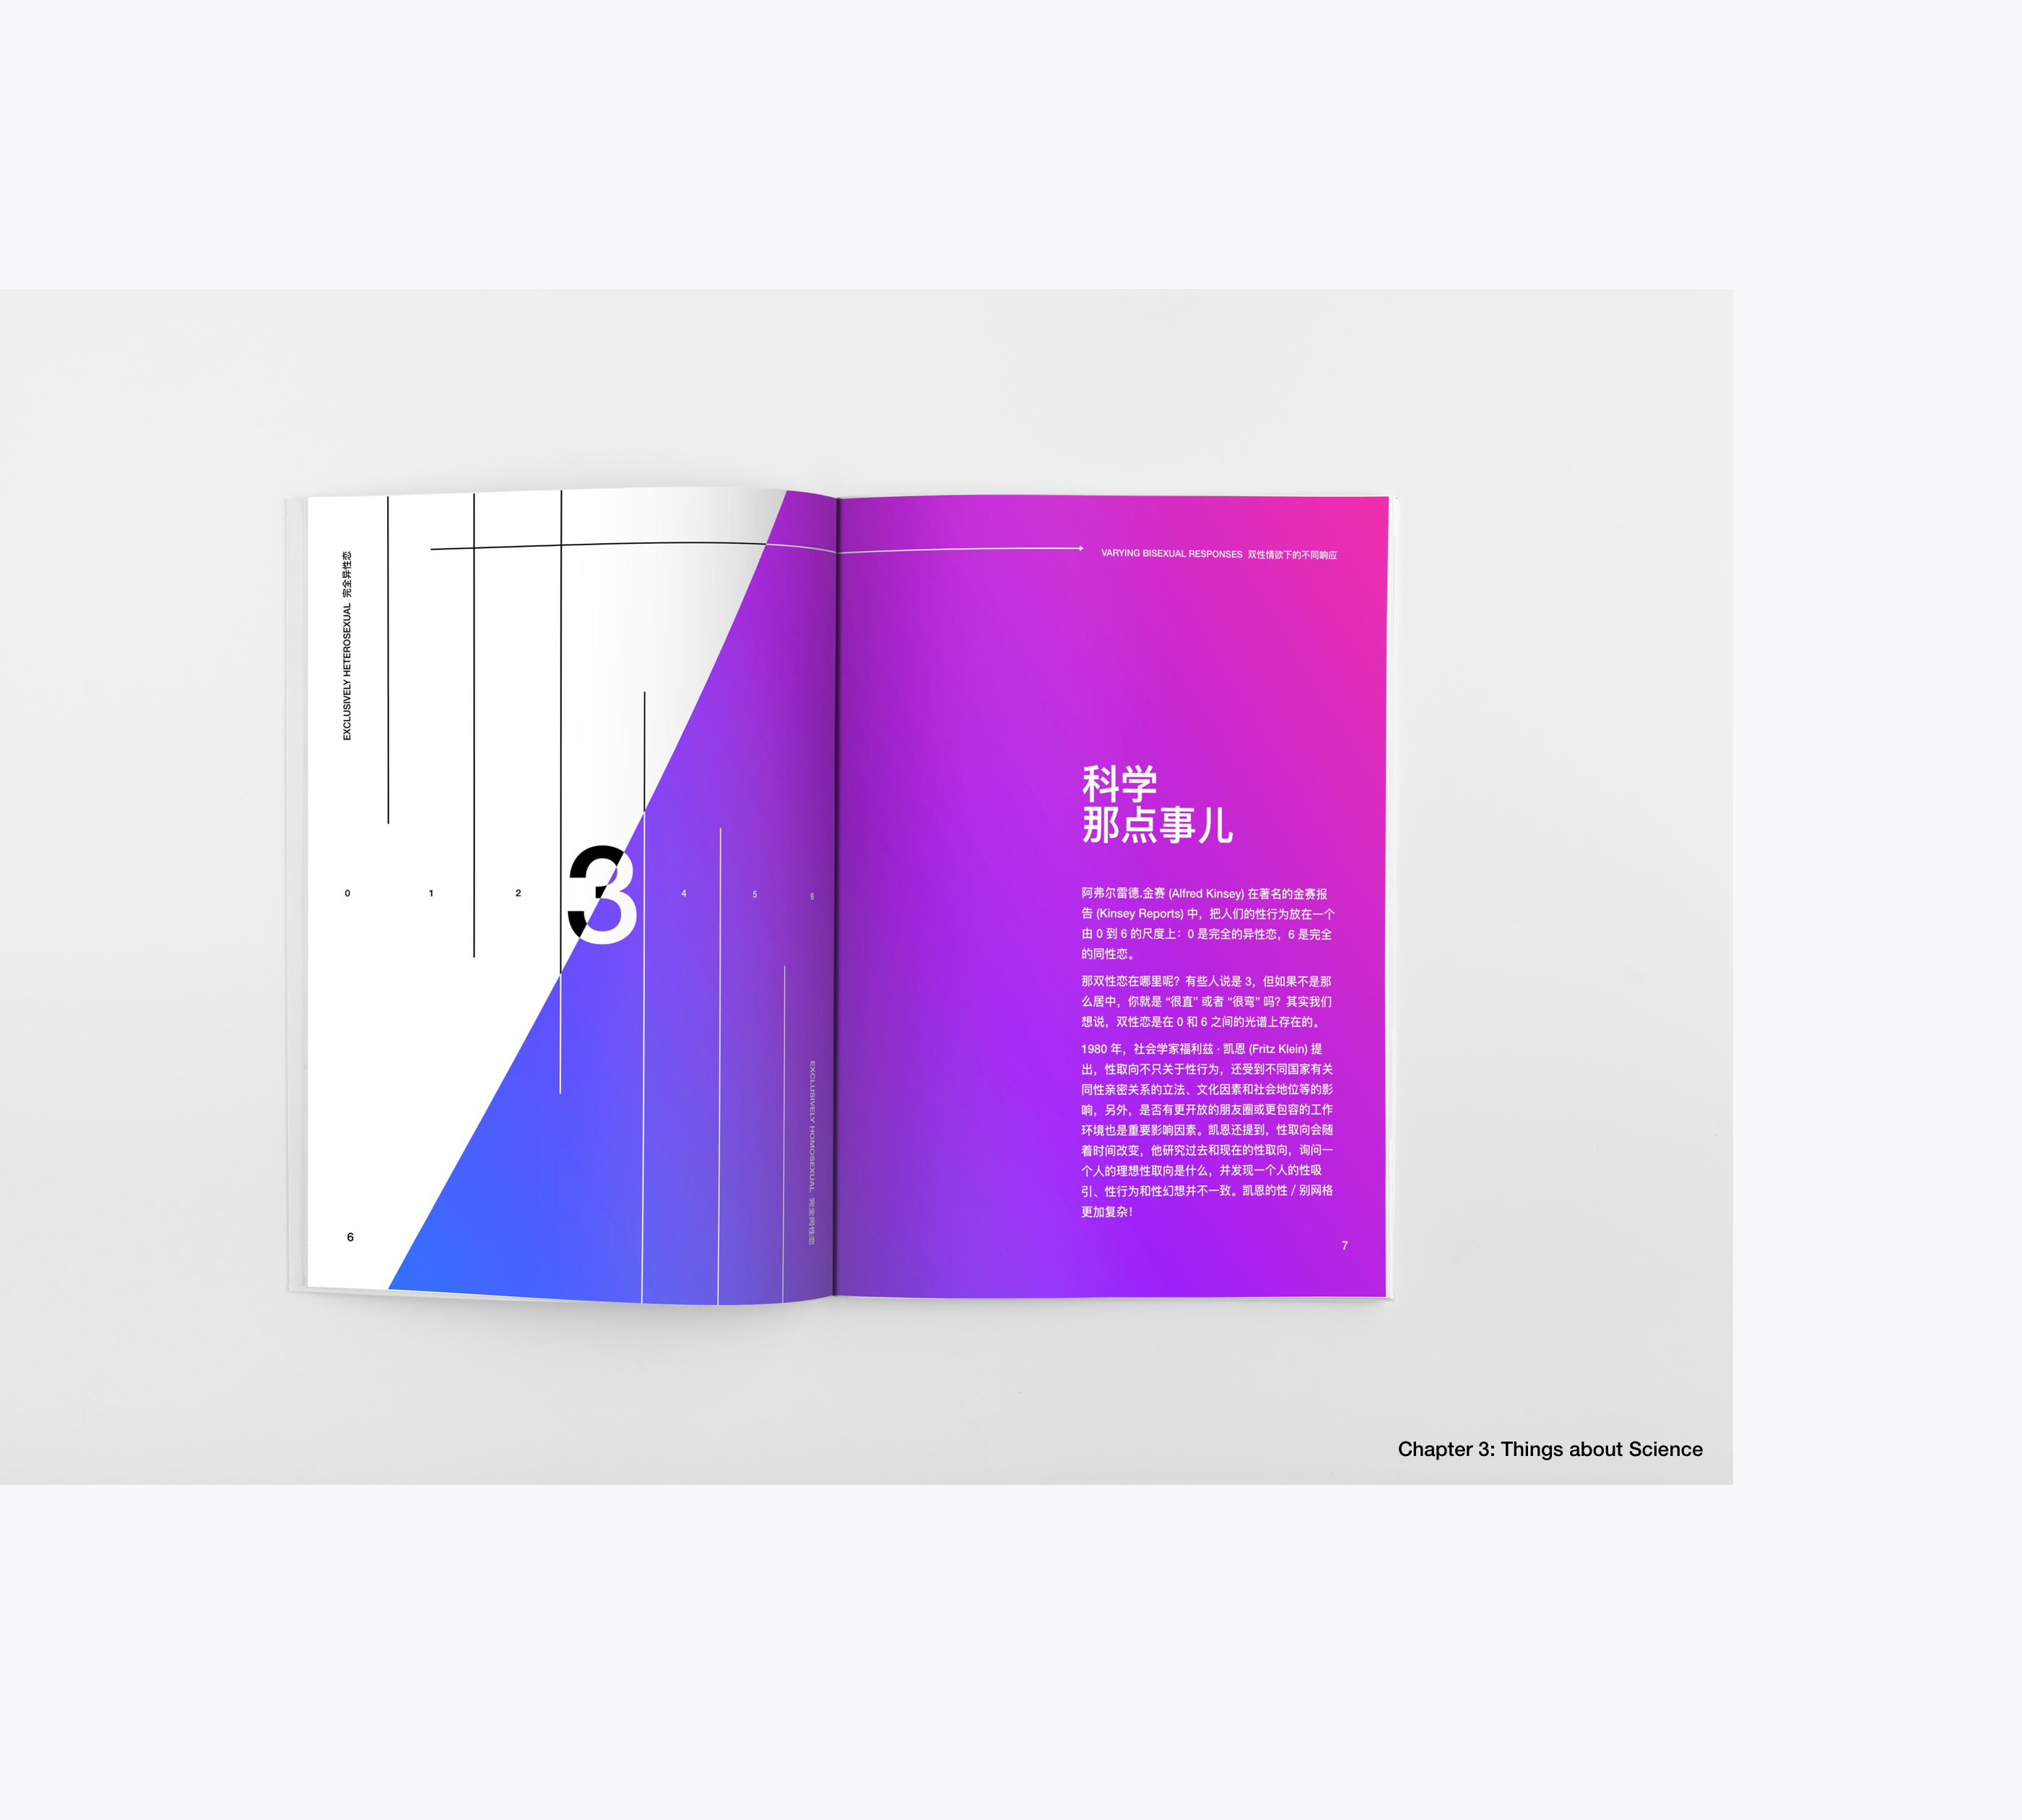 EXCLUSIVELY HETEROSEXUAL 完全异性恋
0 1 2 3 4 5 6
EXCLUSIVELY HOMOSEXUAL 完全同性恋
6
VARYING BISEXUAL RESPONSES 双性情欲下的不同响应
科学
那点事儿
阿弗尔雷德.金赛 (Alfred Kinsey) 在著名的金赛报
告 (Kinsey Reports) 中，把人们的性行为放在一个
由 0 到 6 的尺度上：0 是完全的异性恋，6 是完全
的同性恋。
那双性恋在哪里呢？有些人说是 3，但如果不是那
么居中，你就是 “很直” 或者 “很弯” 吗？其实我们
想说，双性恋是在 0 和 6 之间的光谱上存在的。
1980 年，社会学家福利兹 · 凯恩 (Fritz Klein) 提
出，性取向不只关于性行为，还受到不同国家有关
同性亲密关系的立法、文化因素和社会地位等的影
响，另外，是否有更开放的朋友圈或更包容的工作
环境也是重要影响因素。凯恩还提到，性取向会随
着时间改变，他研究过去和现在的性取向，询问一
个人的理想性取向是什么，并发现一个人的性吸
引、性行为和性幻想并不一致。凯恩的性 / 别网格
更加复杂！
7
Chapter 3: Things about Science